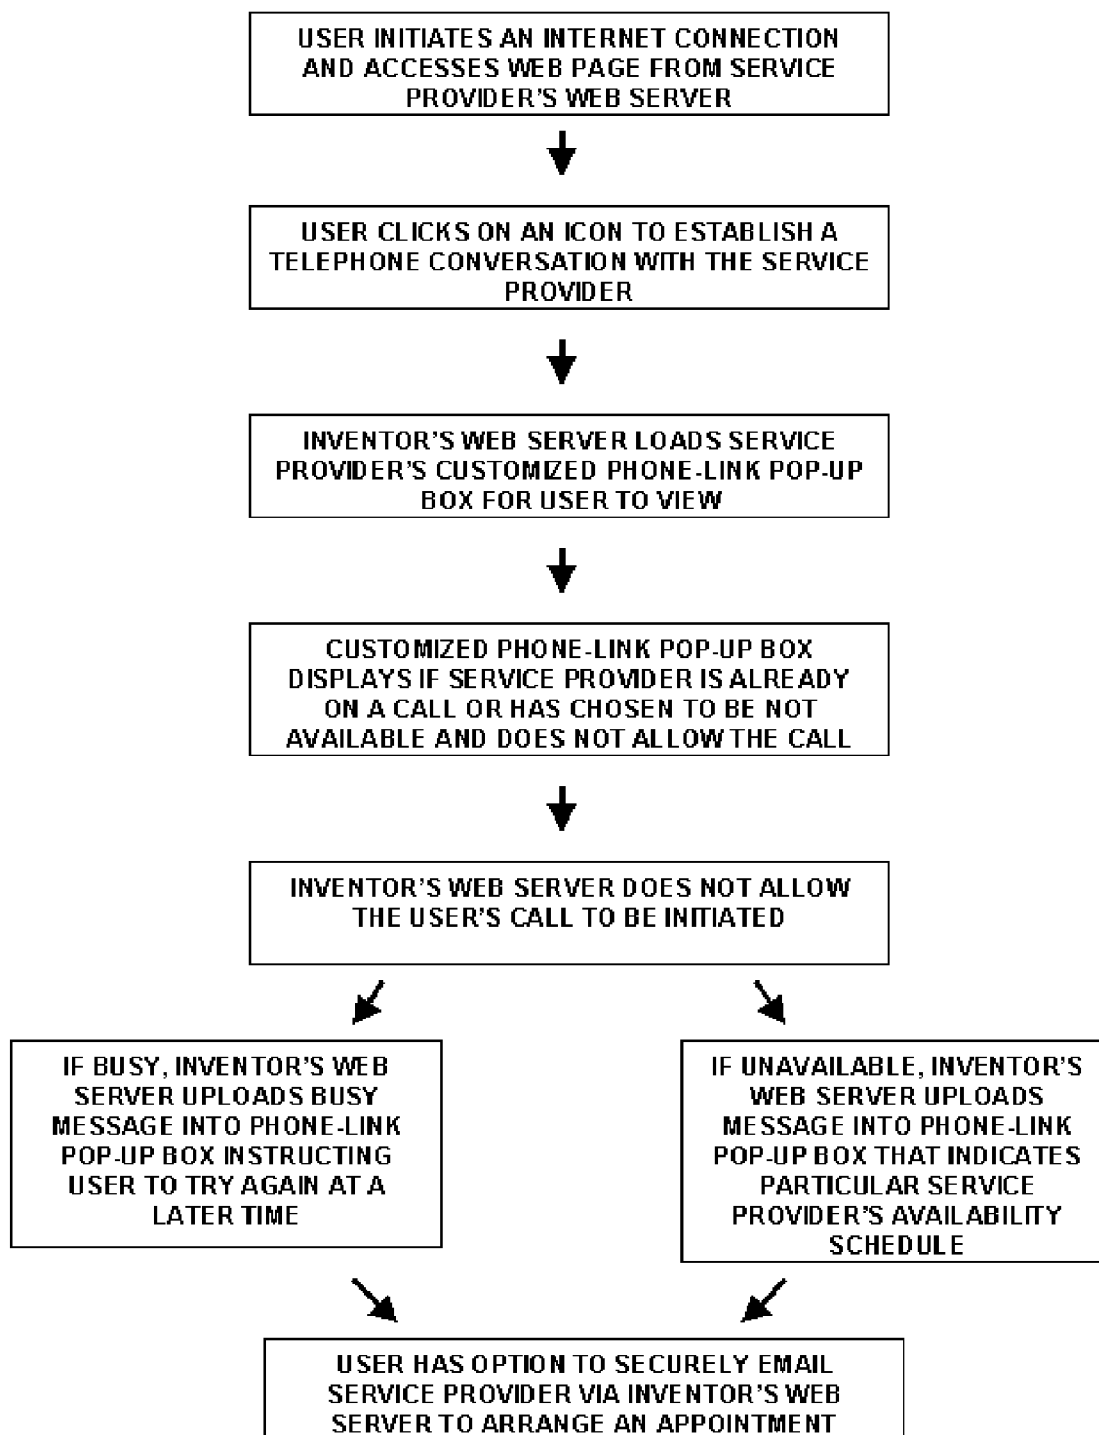 USER INITIATES AN INTERNET CONNECTION
AND ACCESSES WEB PAGE FROM SERVICE
PROVIDER'S WEB SERVER
USER CLICKS ON AN ICON TO ESTABLISH A
TELEPHONE CONVERSATION WITH THE SERVICE
PROVIDER
INVENTOR'S WEB SERVER LOADS SERVICE
PROVIDER'S CUSTOMIZED PHONE-LINK POP-UP
BOX FOR USER TO VIEW
CUSTOMIZED PHONE-LINK POP-UP BOX
DISPLAYS IF SERVICE PROVIDER IS ALREADY
ON A CALL OR HAS CHOSEN TO BE NOT
AVAILABLE AND DOES NOT ALLOW THE CALL
INVENTOR'S WEB SERVER DOES NOT ALLOW
THE USER'S CALL TO BE INITIATED
IF BUSY, INVENTOR'S WEB
SERVER UPLOADS BUSY
MESSAGE INTO PHONE-LINK
POP-UP BOX INSTRUCTING
USER TO TRY AGAIN AT A
LATER TIME
IF UNAVAILABLE, INVENTOR'S
WEB SERVER UPLOADS
MESSAGE INTO PHONE-LINK
POP-UP BOX THAT INDICATES
PARTICULAR SERVICE
PROVIDER'S AVAILABILITY
SCHEDULE
USER HAS OPTION TO SECURELY EMAIL
SERVICE PROVIDER VIA INVENTOR'S WEB
SERVER TO ARRANGE AN APPOINTMENT